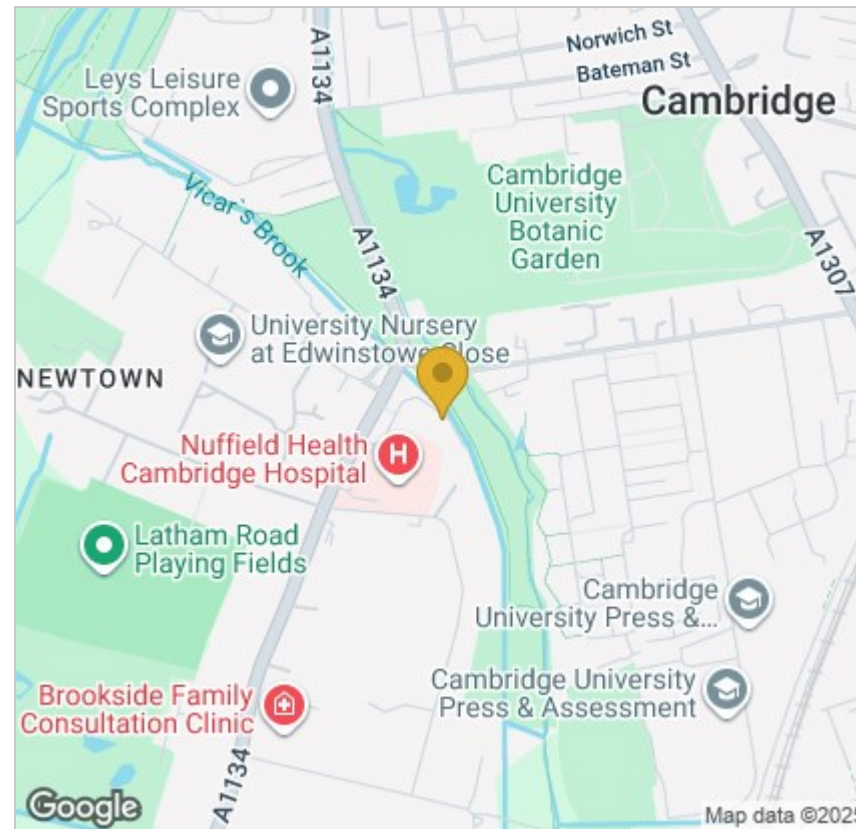 Norwich St
Bateman St
Leys Leisure
Sports Complex
A1134
Cambridge
Cambridge
University
Botanic
Garden
Vicar's Brook
A1134
A1307
University Nursery
at Edwinstowe Close
NEWTOWN
Nuffield Health
Cambridge Hospital
H
Latham Road
Playing Fields
Cambridge
University Press &...
Cambridge University
Press & Assessment
Brookside Family
Consultation Clinic
A1134
Google
Map data ©2025